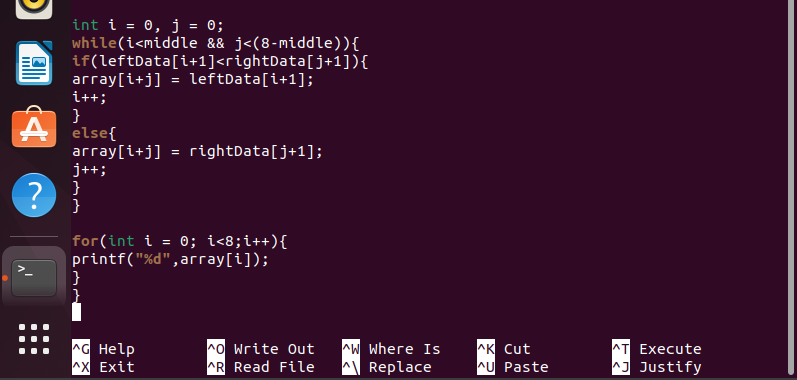 int i = 0, j = 0;
while(i<middle && j<(8-middle)){
if(leftData[i+1]<rightData[j+1]){
array[i+j] = leftData[i+1];
i++;
}
else{
array[i+j] = rightData[j+1];
j++;
}
}
for(int i = 0; i<8;i++){
printf("%d",array[i]);
}
}
^G Help ^O Write Out ^W Where Is ^K Cut ^T Execute
^X Exit ^R Read File ^\ Replace ^U Paste ^J Justify